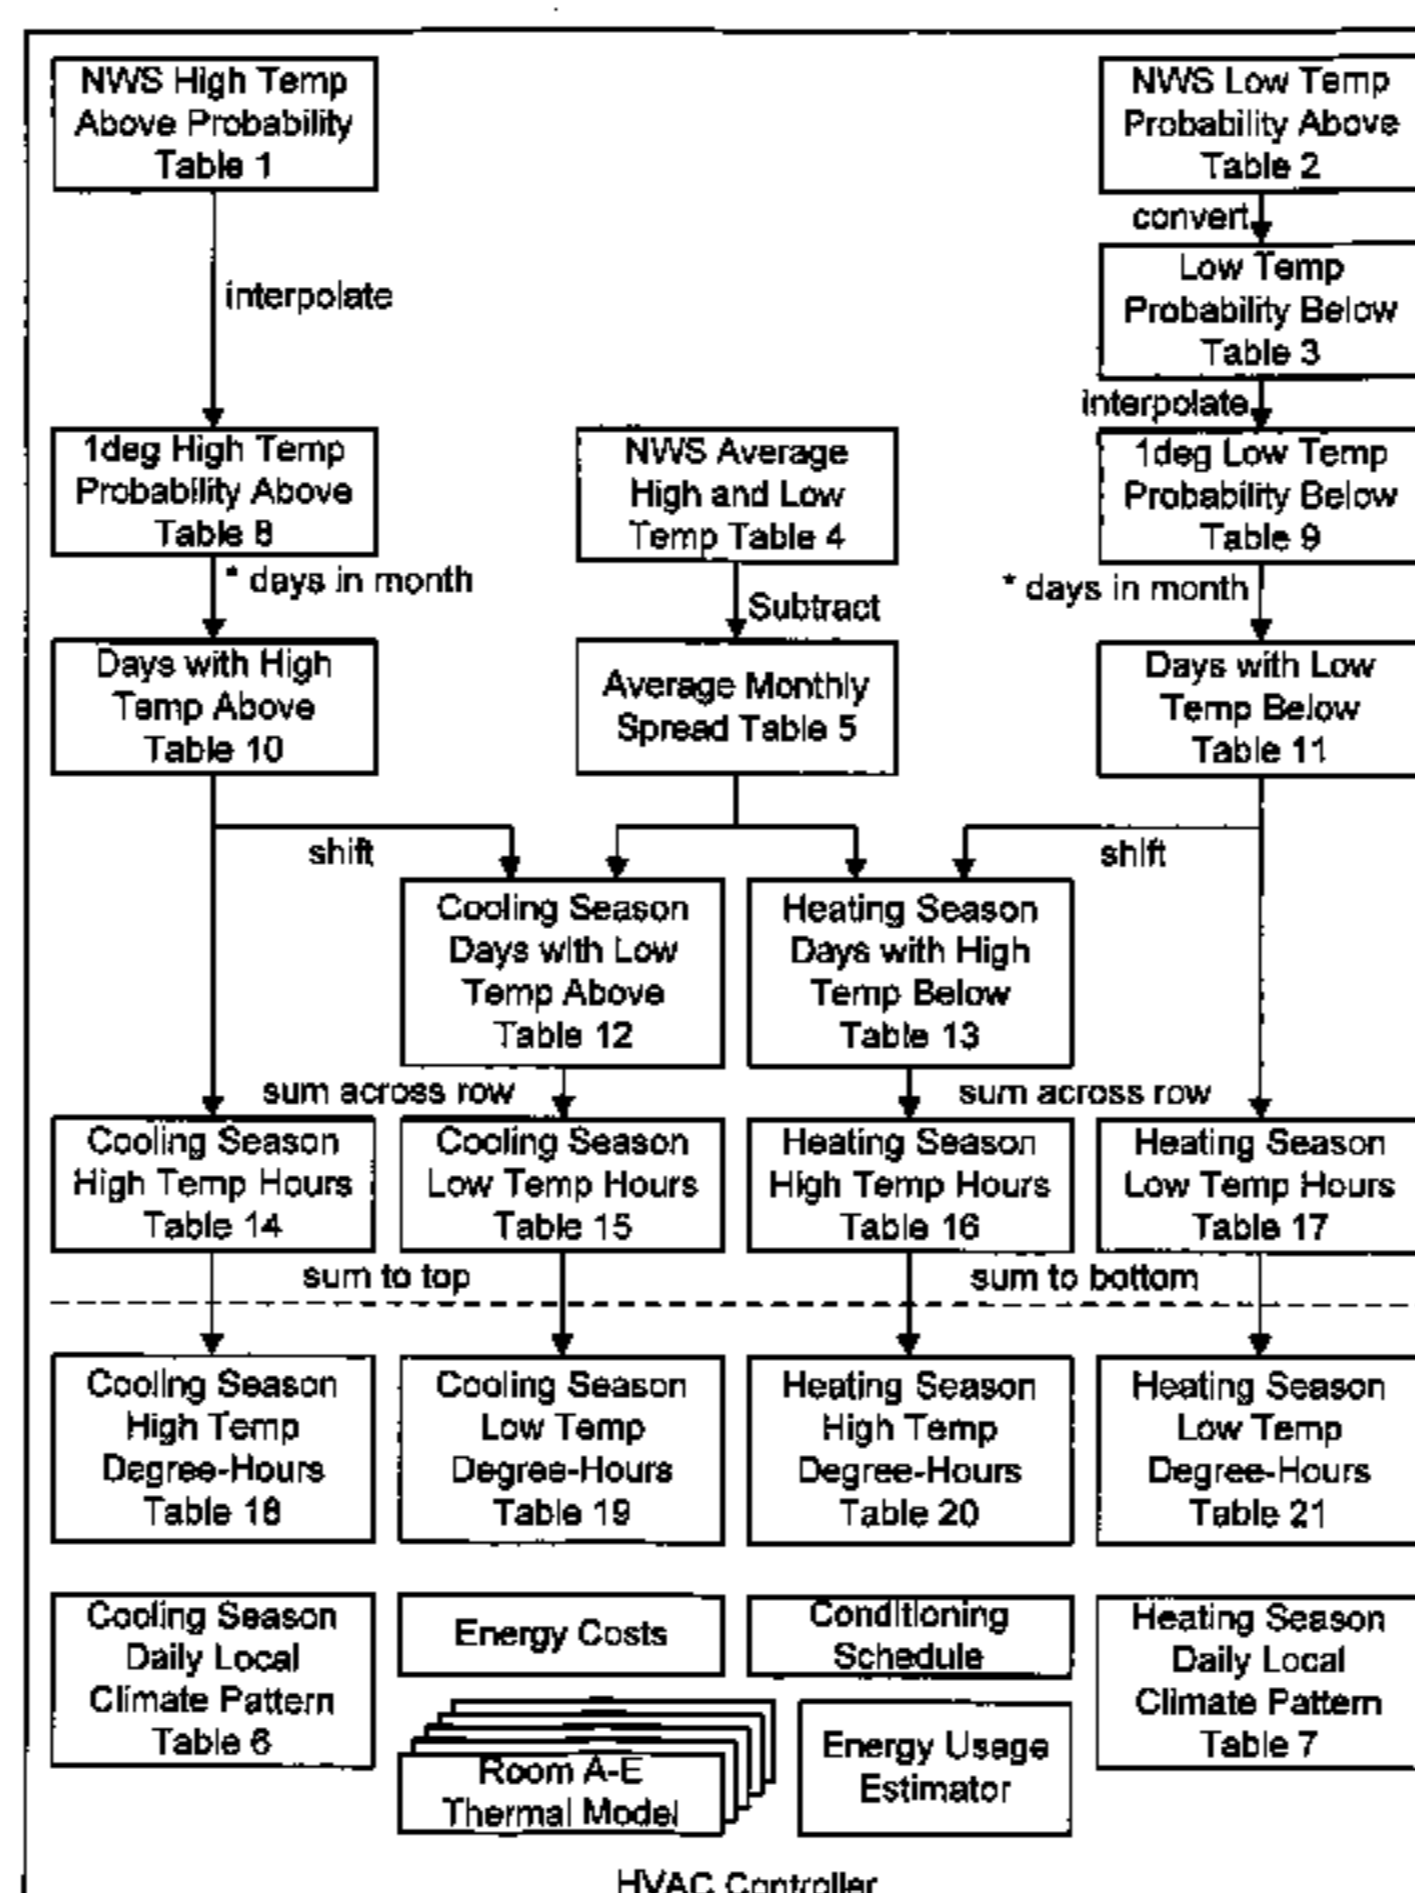 NWS High Temp
Above Probability
Table 1
NWS Low Temp
Probability Above
Table 2
convert
Low Temp
Probability Below
Table 3
interpolate
interpolate
1deg High Temp
Probability Above
Table 8
NWS Average
High and Low
Temp Table 4
1deg Low Temp
Probability Below
Table 9
* days in month
Subtract
* days in month
Days with High
Temp Above
Table 10
Average Monthly
Spread Table 5
Days with Low
Temp Below
Table 11
shift
shift
Cooling Season
Days with Low
Temp Above
Table 12
Heating Season
Days with High
Temp Below
Table 13
sum across row
sum across row
Cooling Season
High Temp Hours
Table 14
Cooling Season
Low Temp Hours
Table 15
Heating Season
High Temp Hours
Table 16
Heating Season
Low Temp Hours
Table 17
sum to top
sum to bottom
Cooling Season
High Temp
Degree-Hours
Table 18
Cooling Season
Low Temp
Degree-Hours
Table 19
Heating Season
High Temp
Degree-Hours
Table 20
Heating Season
Low Temp
Degree-Hours
Table 21
Cooling Season
Daily Local
Climate Pattern
Table 6
Energy Costs
Conditioning
Schedule
Heating Season
Daily Local
Climate Pattern
Table 7
Room A-E
Thermal Model
Energy Usage
Estimator
HVAC Controller